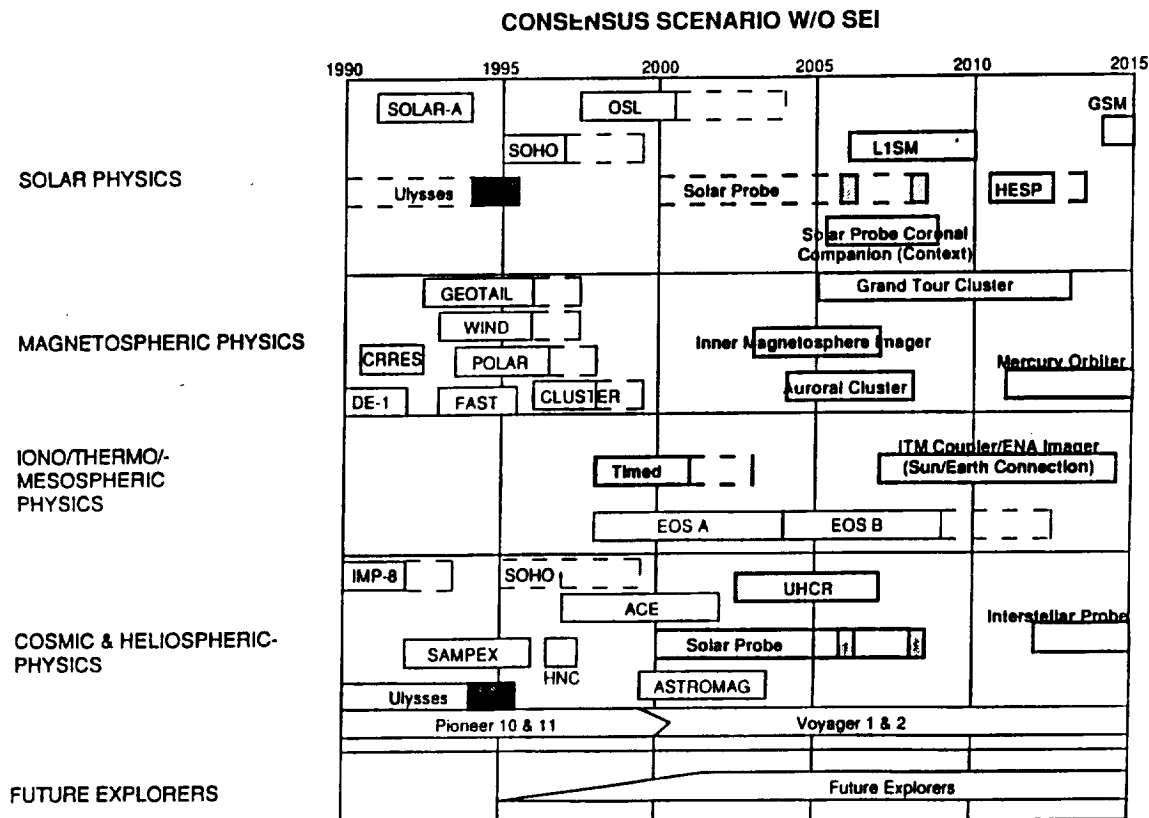 CONSENSUS SCENARIO W/O SEI
1990 1995 2000 2005 2010 2015
SOLAR-A OSL GSM
SOHO L1SM
SOLAR PHYSICS
Ulysses Solar Probe HESP
Solar Probe Coronal
Companion (Context)
GEOTAIL Grand Tour Cluster
WIND
MAGNETOSPHERIC PHYSICS Inner Magnetosphere Imager
CRRES POLAR Mercury Orbiter
DE-1 FAST CLUSTER Auroral Cluster
IONO/THERMO/-
MESOSPHERIC
PHYSICS
ITM Coupler/ENA Imager
Timed (Sun/Earth Connection)
EOS A EOS B
IMP-8 SOHO UHCR
ACE Interstellar Probe
COSMIC & HELIOSPHERIC-
PHYSICS
SAMPEX HNC Solar Probe
Ulysses ASTROMAG
Pioneer 10 & 11 Voyager 1 & 2
FUTURE EXPLORERS Future Explorers